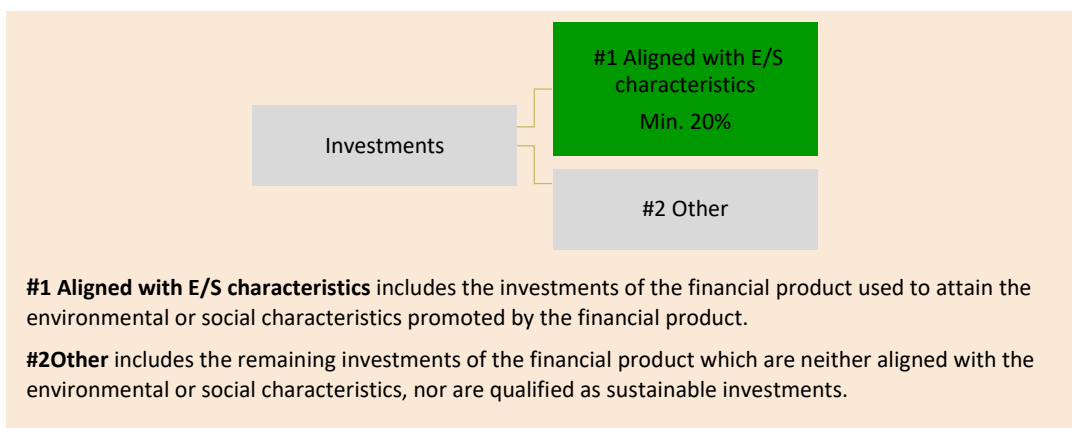 #1 Aligned with E/S
characteristics
Min. 20%
Investments
#2 Other
#1 Aligned with E/S characteristics includes the investments of the financial product used to attain the
environmental or social characteristics promoted by the financial product.
#2Other includes the remaining investments of the financial product which are neither aligned with the
environmental or social characteristics, nor are qualified as sustainable investments.